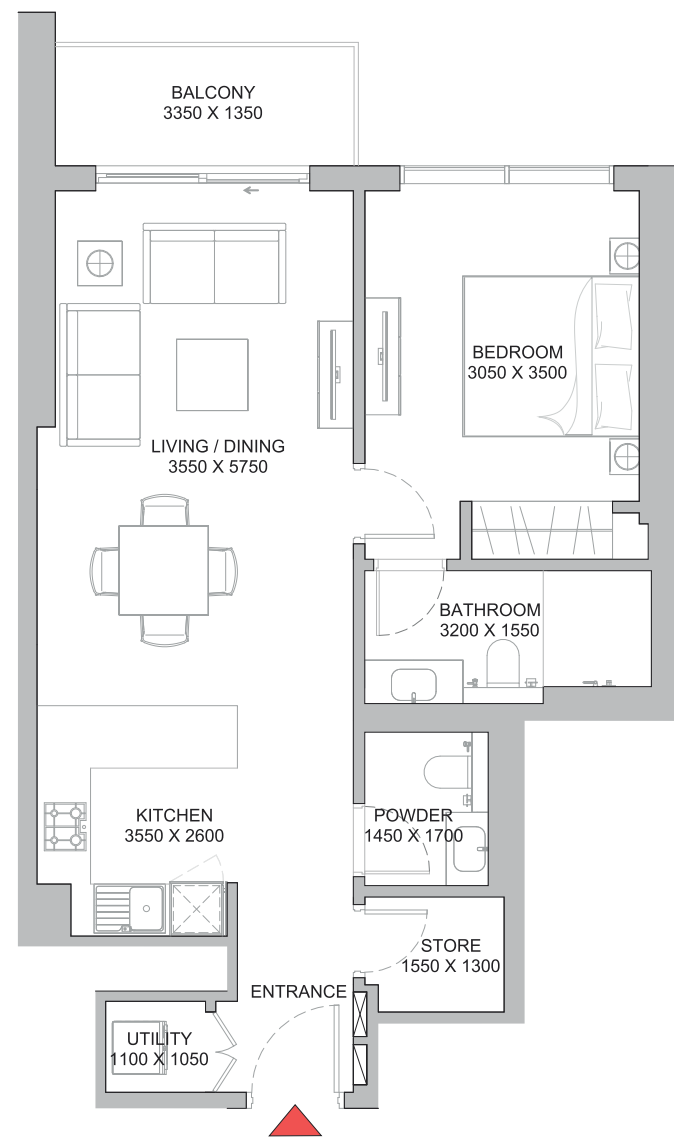 BALCONY
3350 X 1350
BEDROOM
3050 X 3500
LIVING / DINING
3550 X 5750
BATHROOM
3200 X 1550
KITCHEN
3550 X 2600
POWDER
1450 X 1700
STORE
1550 X 1300
ENTRANCE
UTILITY
1100 X 1050